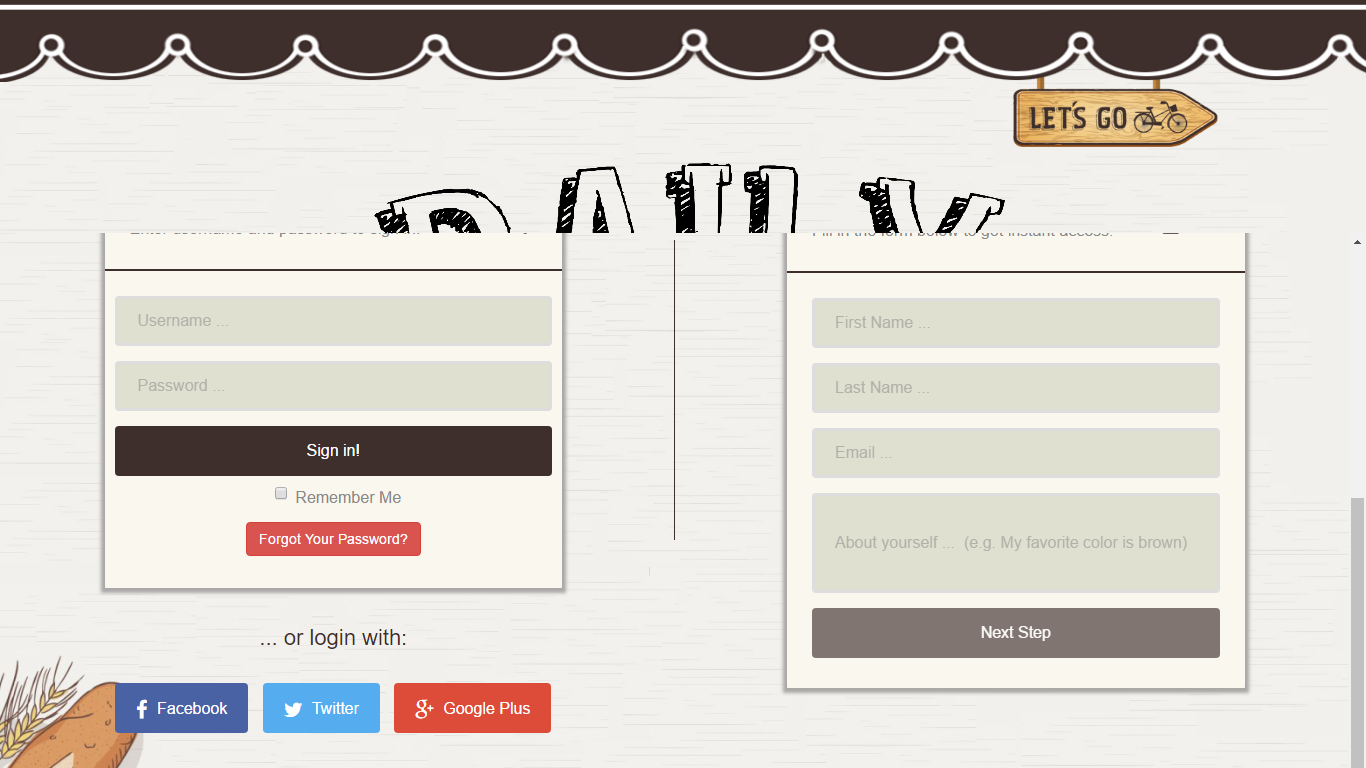 LET'S GO
DAILY
Enter username and password to sign
Fill in the form below to get instant access:
Username ...
Password ...
Sign in!
Remember Me
Forgot Your Password?
... or login with:
Facebook
Twitter
Google Plus
First Name ...
Last Name ...
Email ...
About yourself ... (e.g. My favorite color is brown)
Next Step